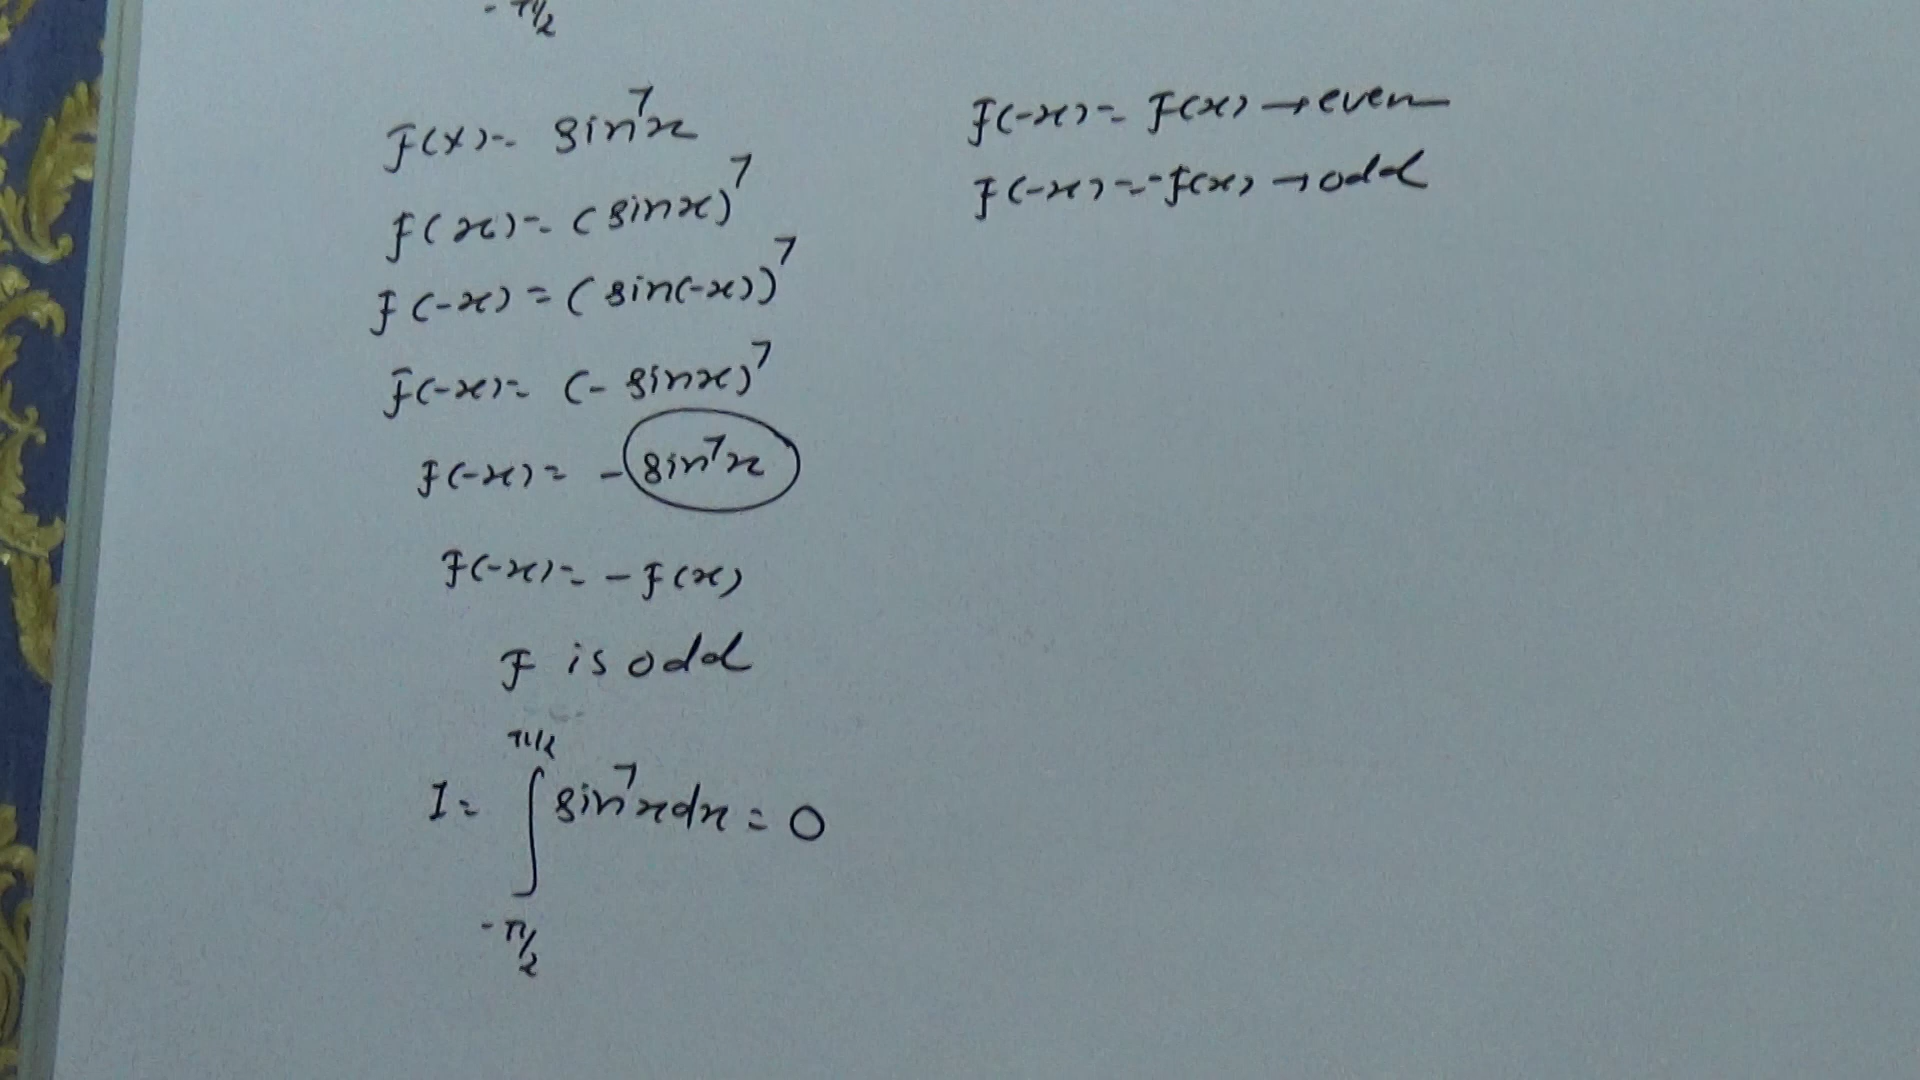 -π/2
f(x) = sin⁷x
f(x) = (sinx)⁷
f(-x) = (sin(-x))⁷
f(-x) = (- sinx)⁷
f(-x) = - sin⁷x
f(-x) = - f(x)
f is odd
π/2
I = ∫ sin⁷x dx = 0
-π/2
f(-x) = f(x) → even
f(-x) = -f(x) → odd